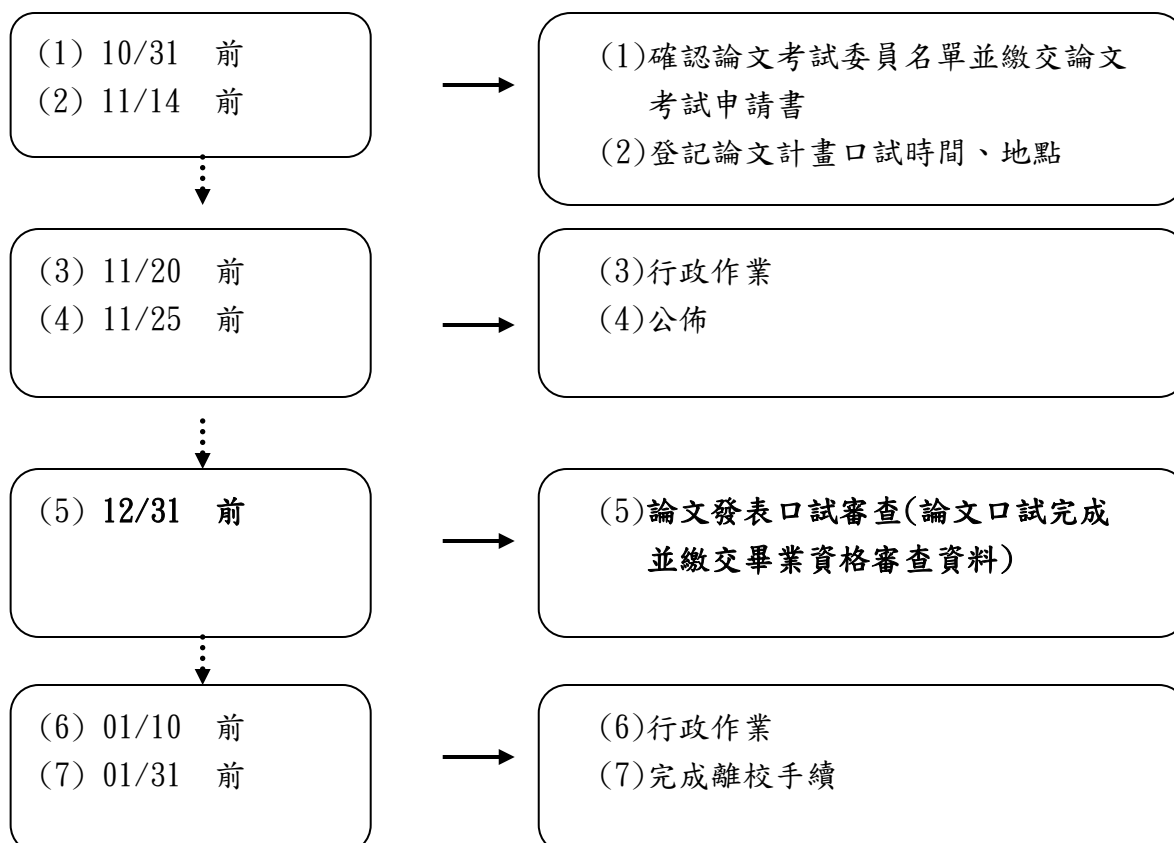 (1) 10/31 前
(2) 11/14 前
(1)確認論文考試委員名單並繳交論文
考試申請書
(2)登記論文計畫口試時間、地點
(3) 11/20 前
(4) 11/25 前
(3)行政作業
(4)公佈
(5) 12/31 前
(5)論文發表口試審查(論文口試完成
並繳交畢業資格審查資料)
(6) 01/10 前
(7) 01/31 前
(6)行政作業
(7)完成離校手續